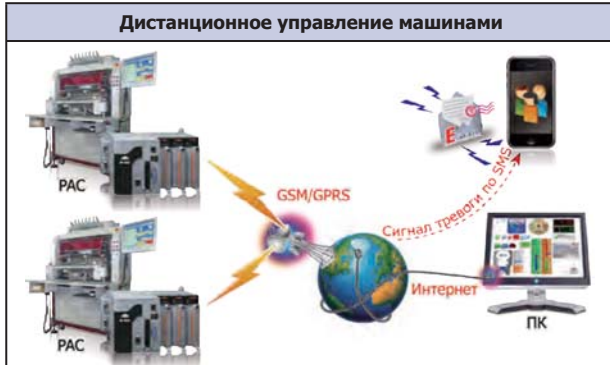 Дистанционное управление машинами
PAC
GSM/GPRS
Сигнал тревоги по SMS
E
Интернет
ПК
PAC